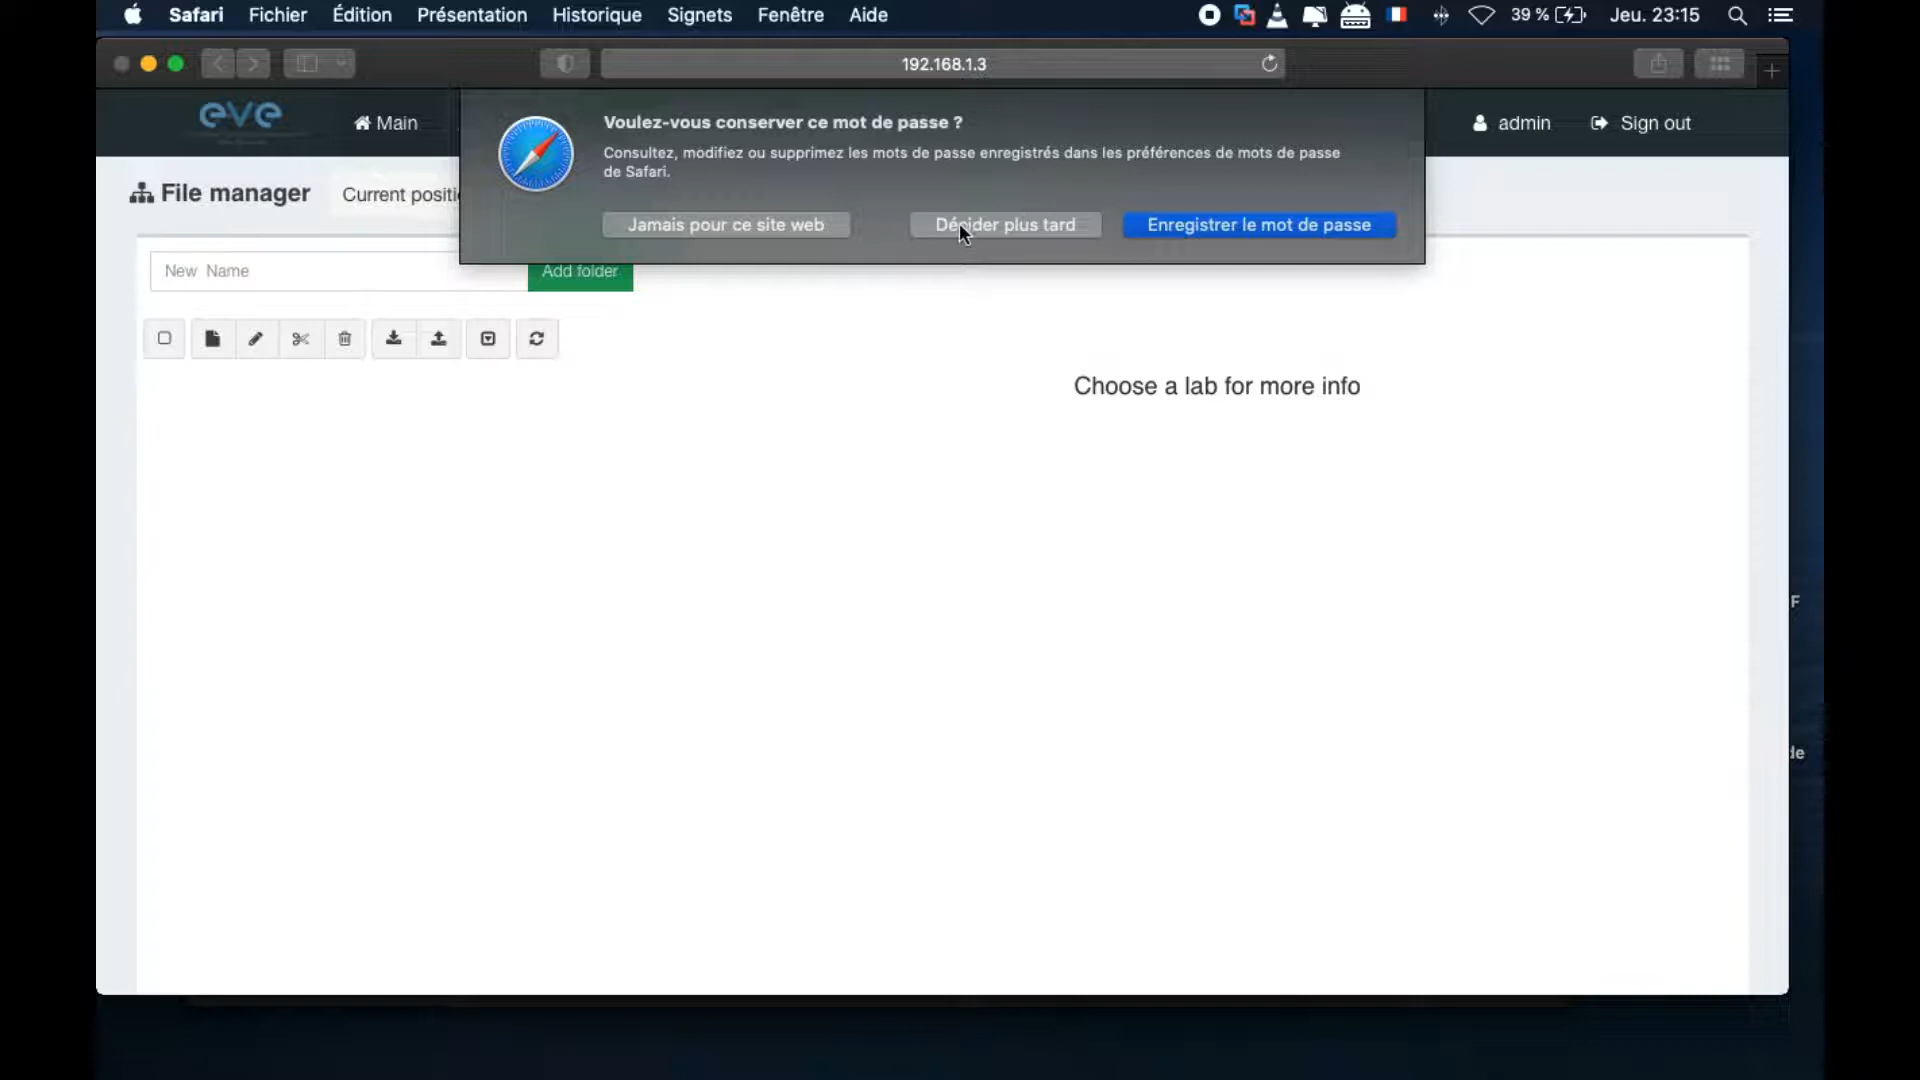 Safari Fichier Édition Présentation Historique Signets Fenêtre Aide 39 % Jeu. 23:15
192.168.1.3
eve Main admin Sign out
Voulez-vous conserver ce mot de passe ?
Consultez, modifiez ou supprimez les mots de passe enregistrés dans les préférences de mots de passe
de Safari.
Jamais pour ce site web Décider plus tard Enregistrer le mot de passe
File manager Current positi
New Name Add folder
Choose a lab for more info
F
de